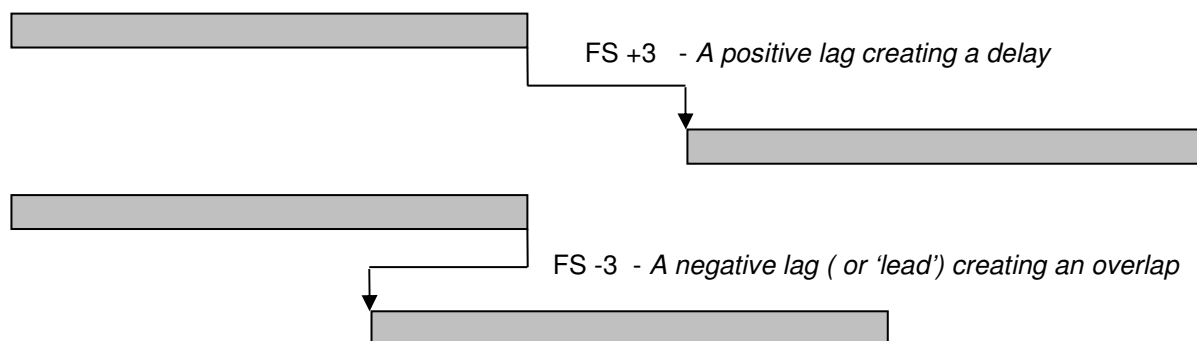 FS +3 - A positive lag creating a delay
FS -3 - A negative lag ( or ‘lead’) creating an overlap